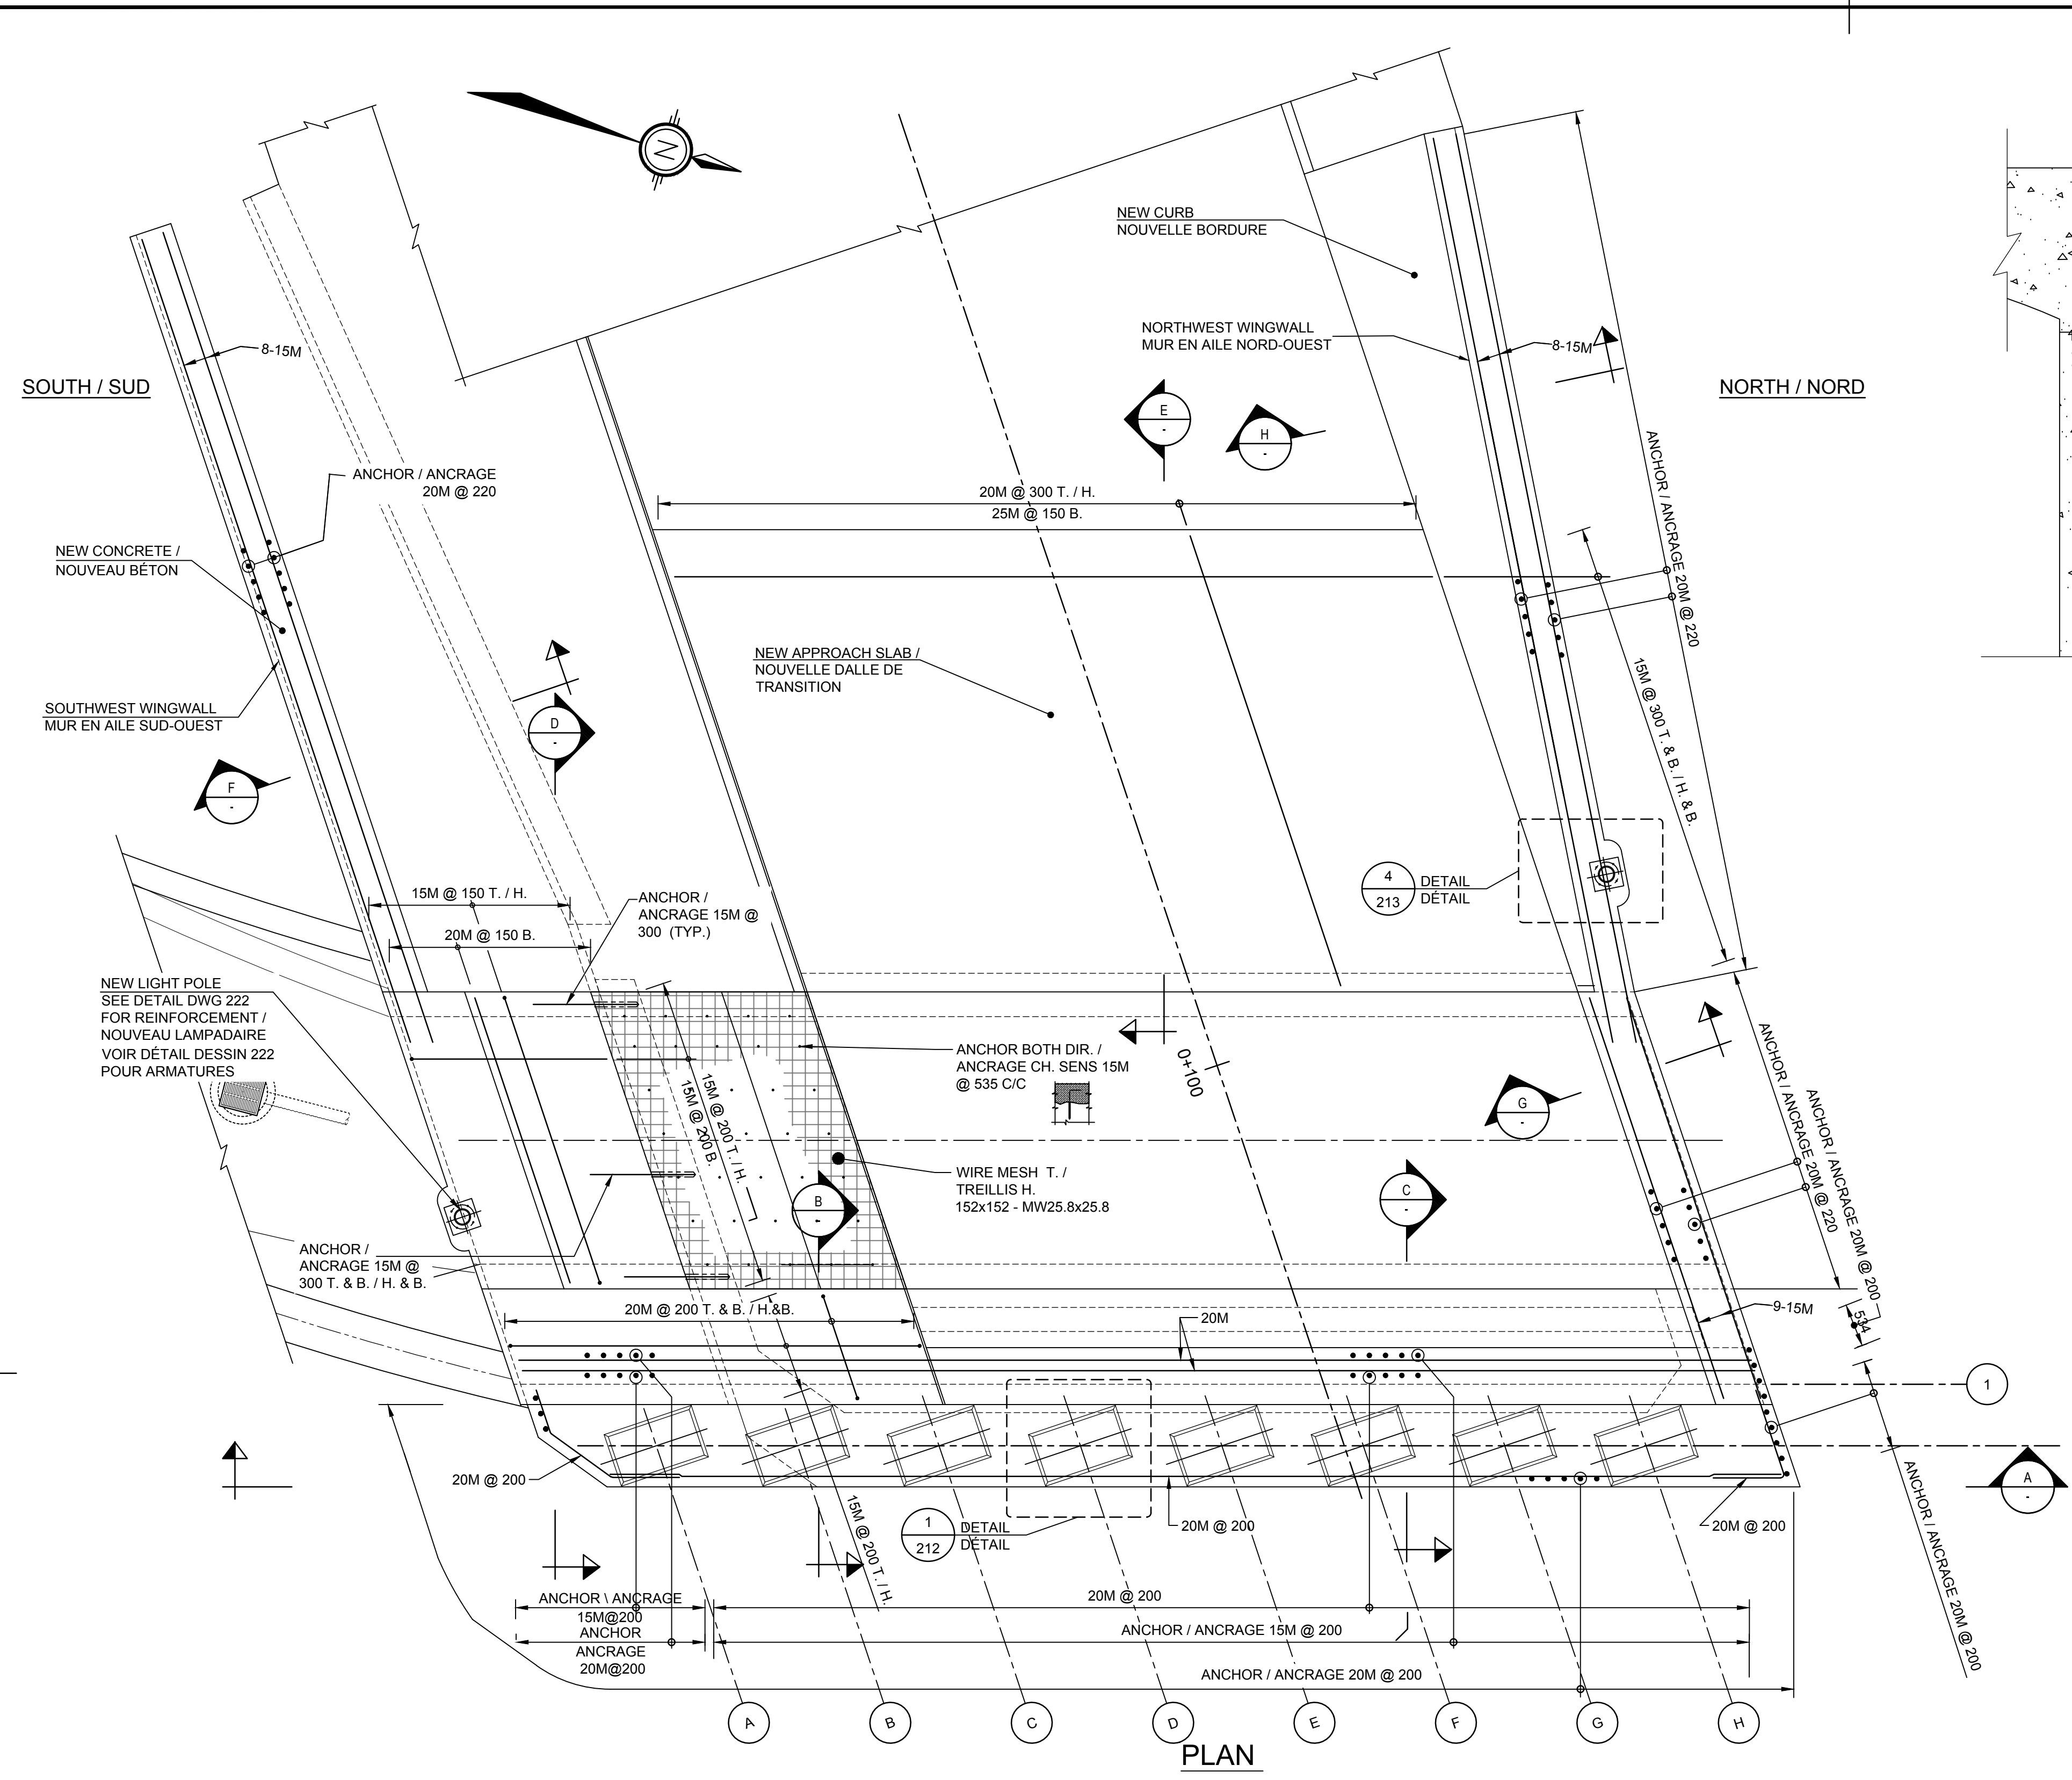 N
NEW CURB
NOUVELLE BORDURE
NORTHWEST WINGWALL
MUR EN AILE NORD-OUEST
8-15M
8-15M
SOUTH / SUD
NORTH / NORD
E
-
H
-
ANCHOR / ANCRAGE
20M @ 220
ANCHOR / ANCRAGE 20M @ 220
20M @ 300 T. / H.
25M @ 150 B.
NEW CONCRETE /
NOUVEAU BÉTON
NEW APPROACH SLAB /
NOUVELLE DALLE DE
TRANSITION
15M @ 300 T. & B. / H. & B.
SOUTHWEST WINGWALL
MUR EN AILE SUD-OUEST
D
-
F
-
4
213
DETAIL
DÉTAIL
15M @ 150 T. / H.
20M @ 150 B.
ANCHOR /
ANCRAGE 15M @
300 (TYP.)
NEW LIGHT POLE
SEE DETAIL DWG 222
FOR REINFORCEMENT /
NOUVEAU LAMPADAIRE
VOIR DÉTAIL DESSIN 222
POUR ARMATURES
15M @ 200 T. / H.
15M @ 200 B.
ANCHOR BOTH DIR. /
ANCRAGE CH. SENS 15M
@ 535 C/C
0+100
G
-
ANCHOR / ANCRAGE 20M @ 220
ANCHOR / ANCRAGE 20M @ 200
WIRE MESH T. /
TREILLIS H.
152x152 - MW25.8x25.8
B
-
C
-
ANCHOR /
ANCRAGE 15M @
300 T. & B. / H. & B.
20M @ 200 T. & B. / H.&B.
20M
9-15M
534
1
20M @ 200
15M @ 200 T. / H.
1
212
DETAIL
DÉTAIL
20M @ 200
20M @ 200
A
-
ANCHOR / ANCRAGE 20M @ 200
ANCHOR \ ANCRAGE
15M@200
ANCHOR
ANCRAGE
20M@200
20M @ 200
ANCHOR / ANCRAGE 15M @ 200
ANCHOR / ANCRAGE 20M @ 200
A
B
C
D
E
F
G
H
PLAN